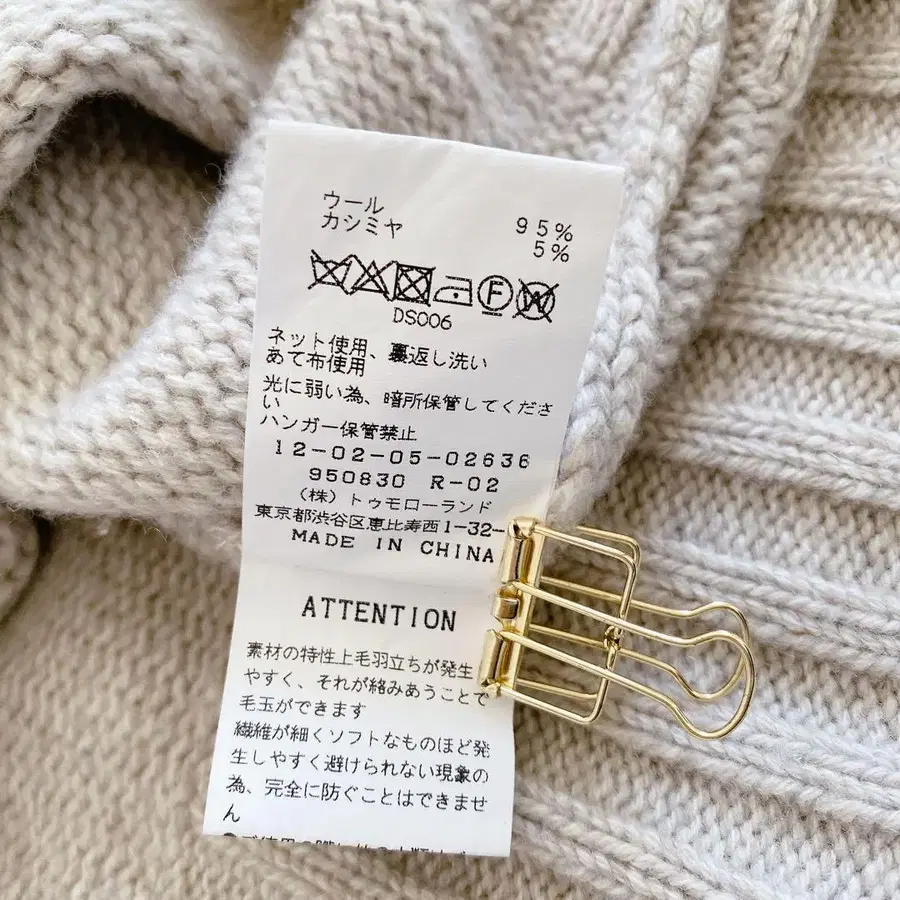 ウール 95%
カシミヤ 5%
F W
DS006
ネット使用、裏返し洗い
あて布使用
光に弱い為、暗所保管してくださ
い
ハンガー保管禁止
12-02-05-02636
950830 R-02
(株)トゥモローランド
東京都渋谷区恵比寿西1-32-
MADE IN CHINA
ATTENTION
素材の特性上毛羽立ちが発生
やすく、それが絡みあうことで
毛玉ができます
繊維が細くソフトなものほど発
生しやすく避けられない現象の
為、完全に防ぐことはできませ
ん